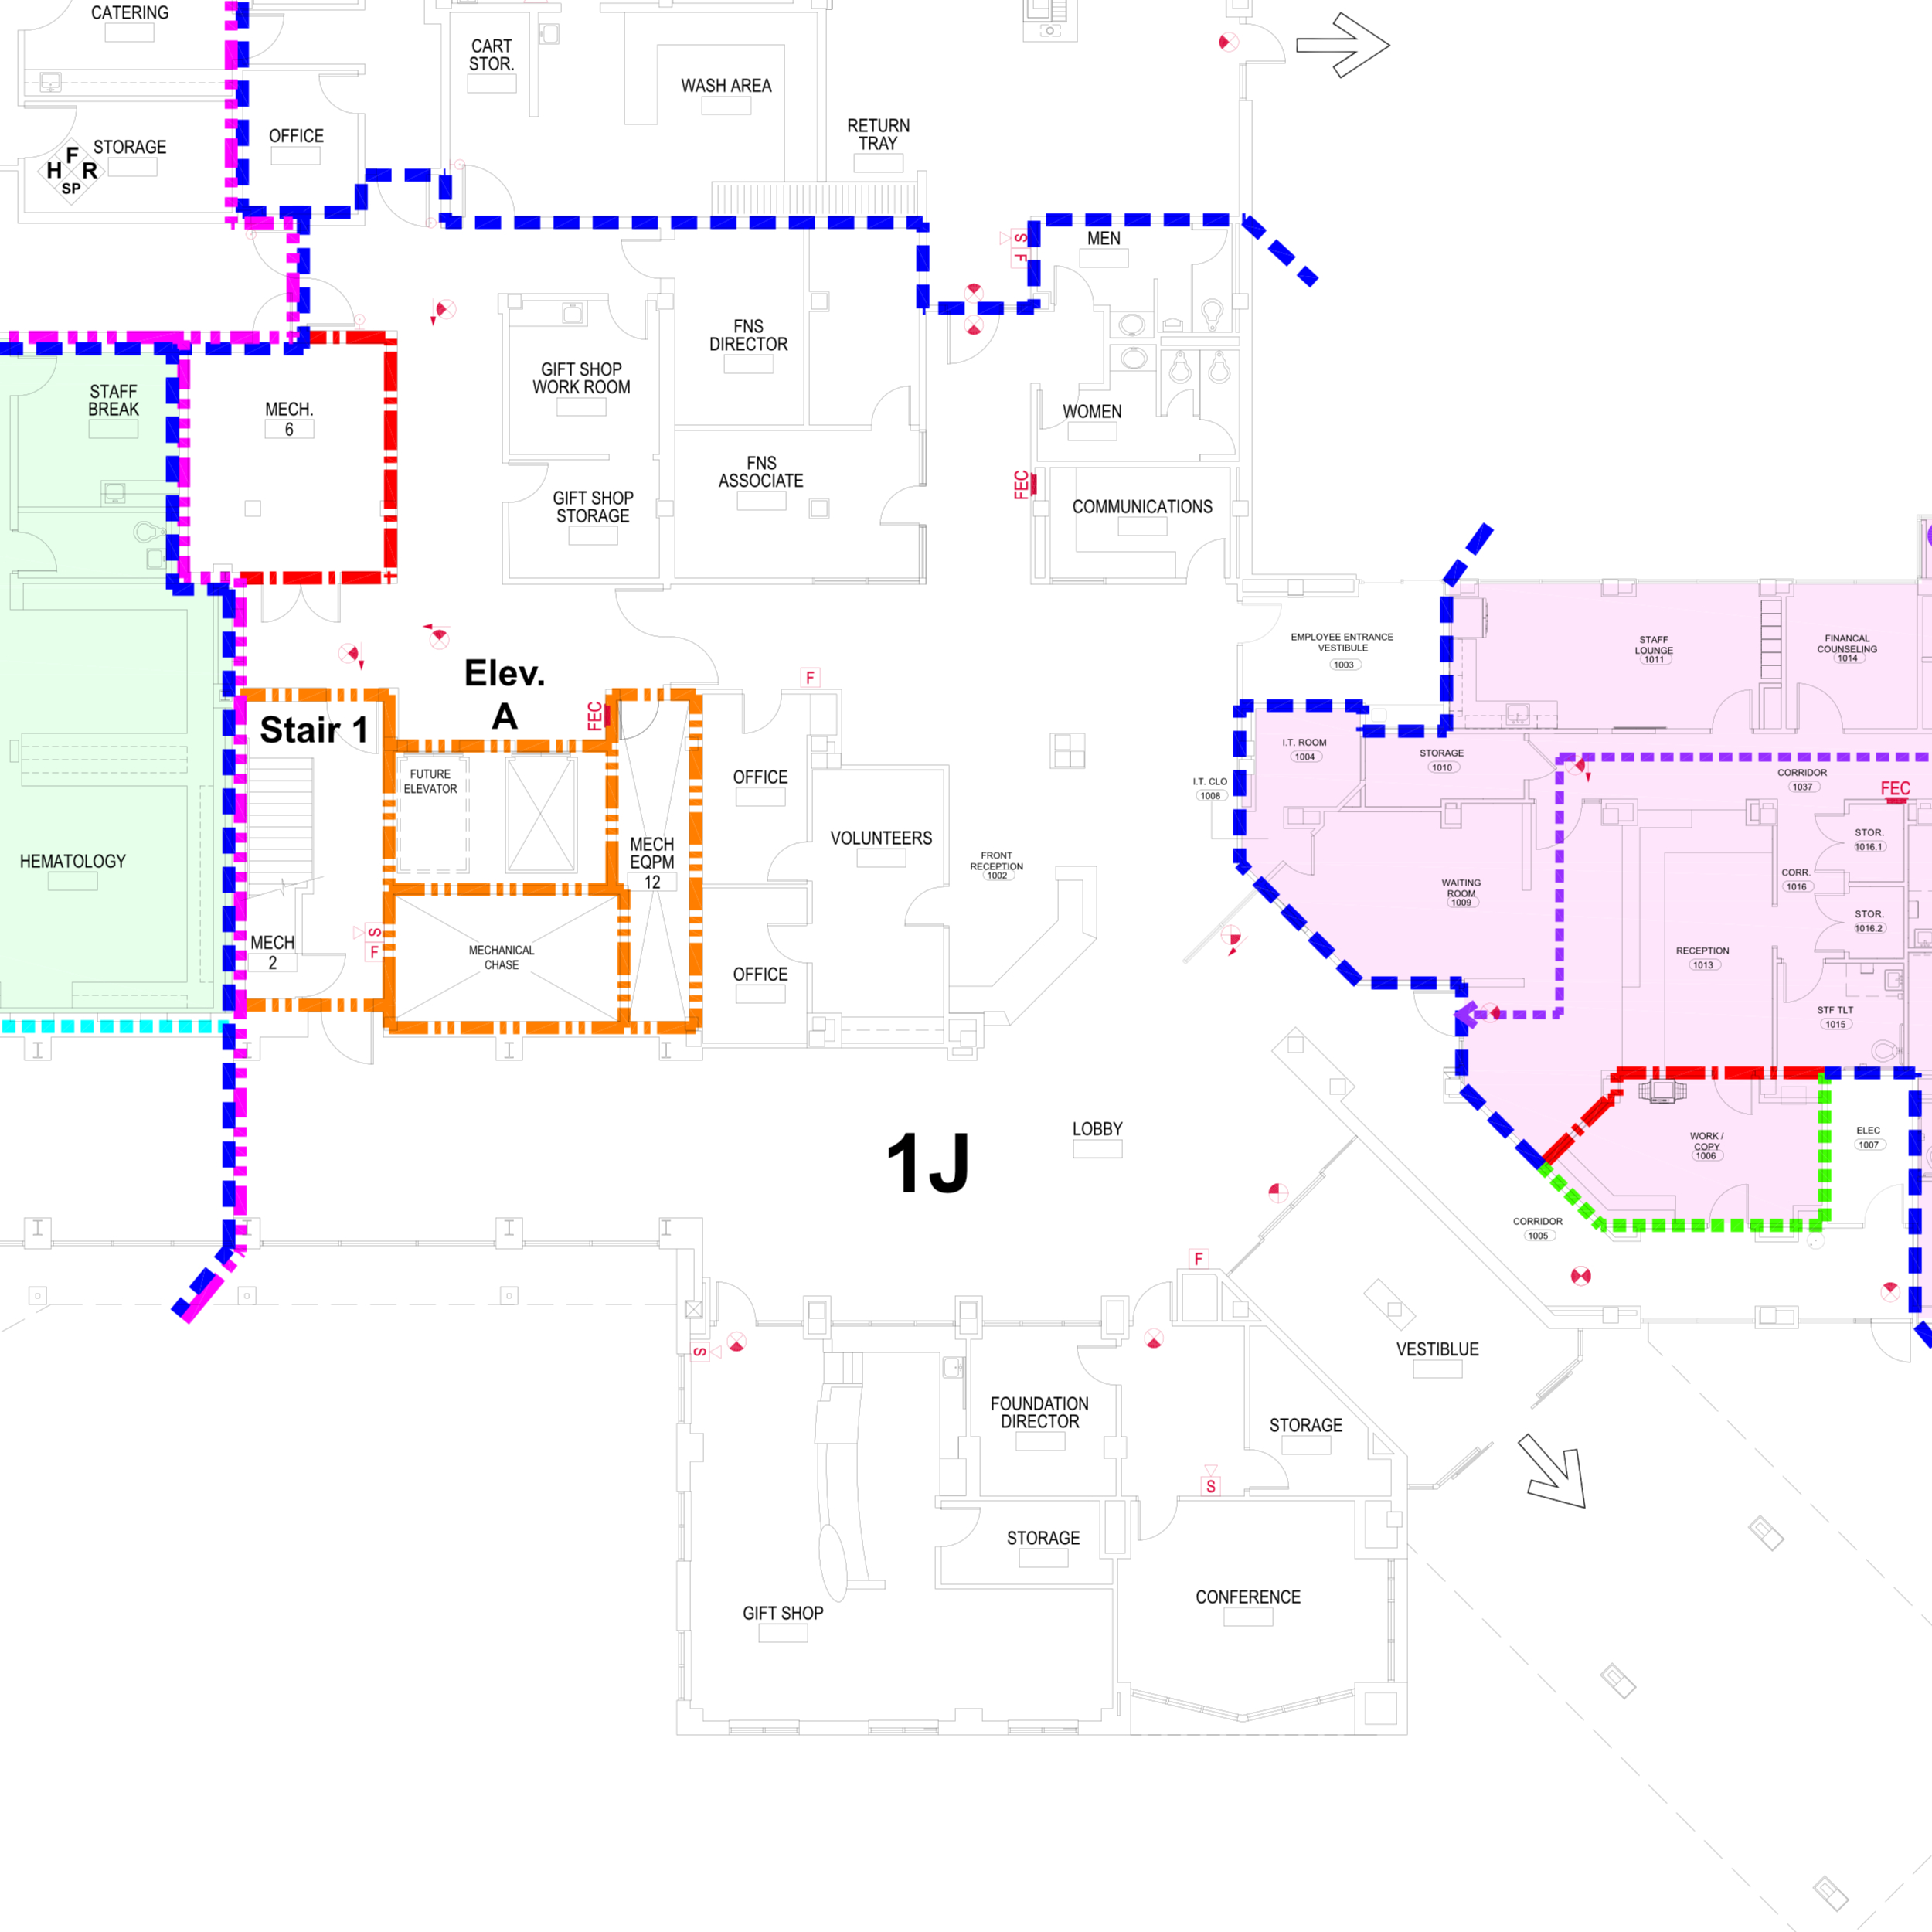 CATERING
CART
STOR.
WASH AREA
OFFICE
RETURN
TRAY
STORAGE
F
H
R
SP
S
F
MEN
FNS
DIRECTOR
GIFT SHOP
WORK ROOM
STAFF
BREAK
MECH.
6
WOMEN
FNS
ASSOCIATE
FEC
GIFT SHOP
STORAGE
COMMUNICATIONS
EMPLOYEE ENTRANCE
VESTIBULE
1003
STAFF
LOUNGE
1011
FINANCAL
COUNSELING
1014
Elev.
A
F
FEC
Stair 1
I.T. ROOM
1004
STORAGE
1010
CORRIDOR
1037
FEC
FUTURE
ELEVATOR
OFFICE
I.T. CLO
1008
VOLUNTEERS
STOR.
1016.1
MECH
EQPM
12
HEMATOLOGY
FRONT
RECEPTION
1002
WAITING
ROOM
1009
CORR.
1016
STOR.
1016.2
S
F
MECH
2
MECHANICAL
CHASE
OFFICE
RECEPTION
1013
STF TLT
1015
LOBBY
1J
WORK /
COPY
1006
ELEC
1007
CORRIDOR
1005
F
S
VESTIBLUE
FOUNDATION
DIRECTOR
STORAGE
S
STORAGE
CONFERENCE
GIFT SHOP